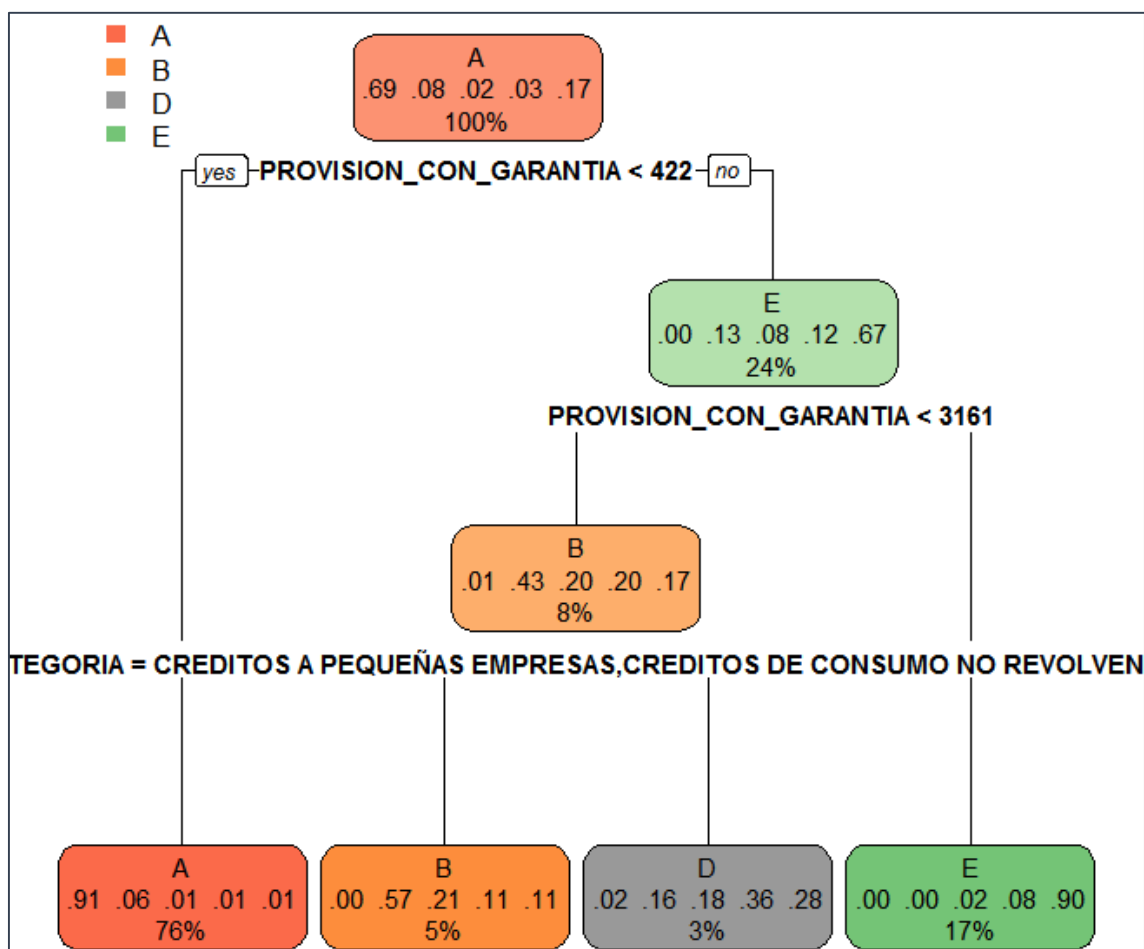 A
B
D
E
A
.69 .08 .02 .03 .17
100%
yes PROVISION_CON_GARANTIA < 422 no
E
.00 .13 .08 .12 .67
24%
PROVISION_CON_GARANTIA < 3161
B
.01 .43 .20 .20 .17
8%
TEGORIA = CREDITOS A PEQUEÑAS EMPRESAS,CREDITOS DE CONSUMO NO REVOLVEN
A
.91 .06 .01 .01 .01
76%
B
.00 .57 .21 .11 .11
5%
D
.02 .16 .18 .36 .28
3%
E
.00 .00 .02 .08 .90
17%